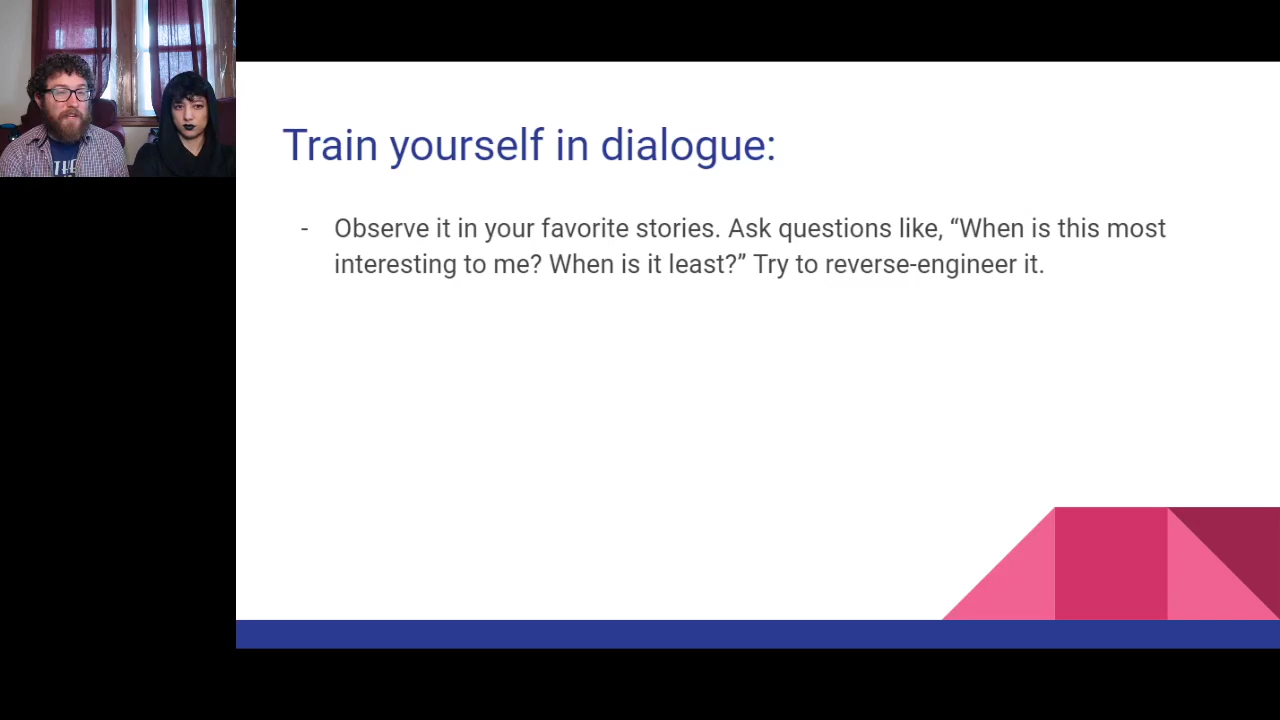 Train yourself in dialogue:
- Observe it in your favorite stories. Ask questions like, “When is this most
interesting to me? When is it least?” Try to reverse-engineer it.
THE